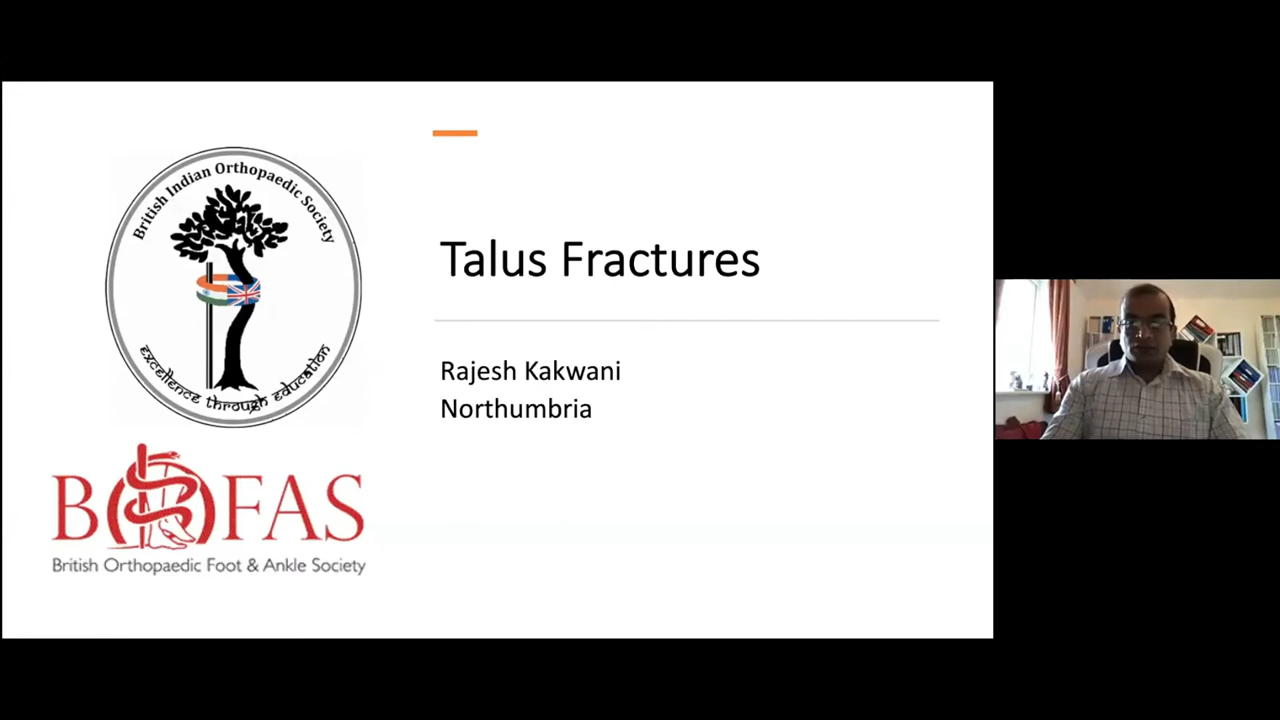 British Indian Orthopaedic Society
excellence through education
BOFAS
British Orthopaedic Foot & Ankle Society
Talus Fractures
Rajesh Kakwani
Northumbria